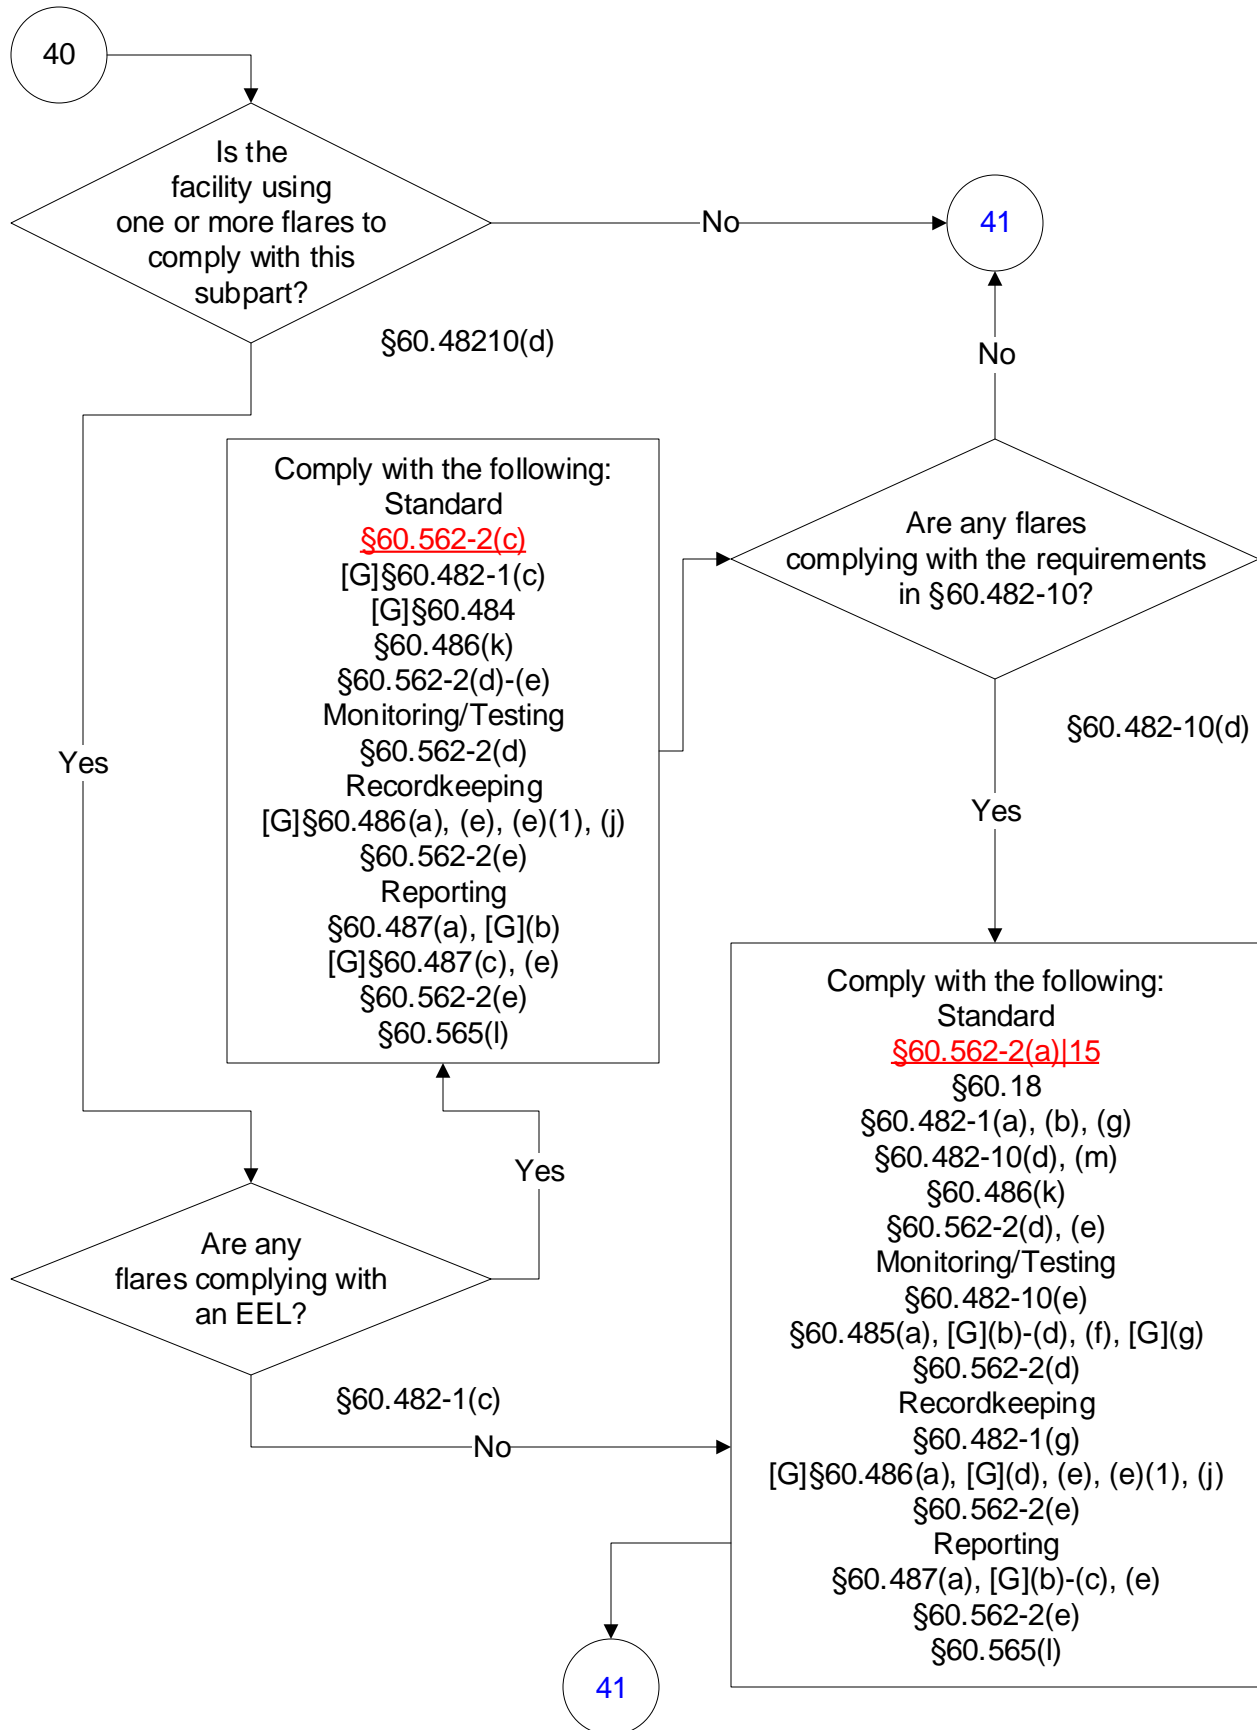 40
Is the
facility using
one or more flares to
comply with this
subpart?
No
41
§60.48210(d)
No
Comply with the following:
Standard
§60.562-2(c)
[G]§60.482-1(c)
[G]§60.484
§60.486(k)
§60.562-2(d)-(e)
Monitoring/Testing
§60.562-2(d)
Recordkeeping
[G]§60.486(a), (e), (e)(1), (j)
§60.562-2(e)
Reporting
§60.487(a), [G](b)
[G]§60.487(c), (e)
§60.562-2(e)
§60.565(l)
Are any flares
complying with the requirements
in §60.482-10?
§60.482-10(d)
Yes
Yes
Yes
Are any
flares complying with
an EEL?
§60.482-1(c)
No
Comply with the following:
Standard
§60.562-2(a)|15
§60.18
§60.482-1(a), (b), (g)
§60.482-10(d), (m)
§60.486(k)
§60.562-2(d), (e)
Monitoring/Testing
§60.482-10(e)
§60.485(a), [G](b)-(d), (f), [G](g)
§60.562-2(d)
Recordkeeping
§60.482-1(g)
[G]§60.486(a), [G](d), (e), (e)(1), (j)
§60.562-2(e)
Reporting
§60.487(a), [G](b)-(c), (e)
§60.562-2(e)
§60.565(l)
41